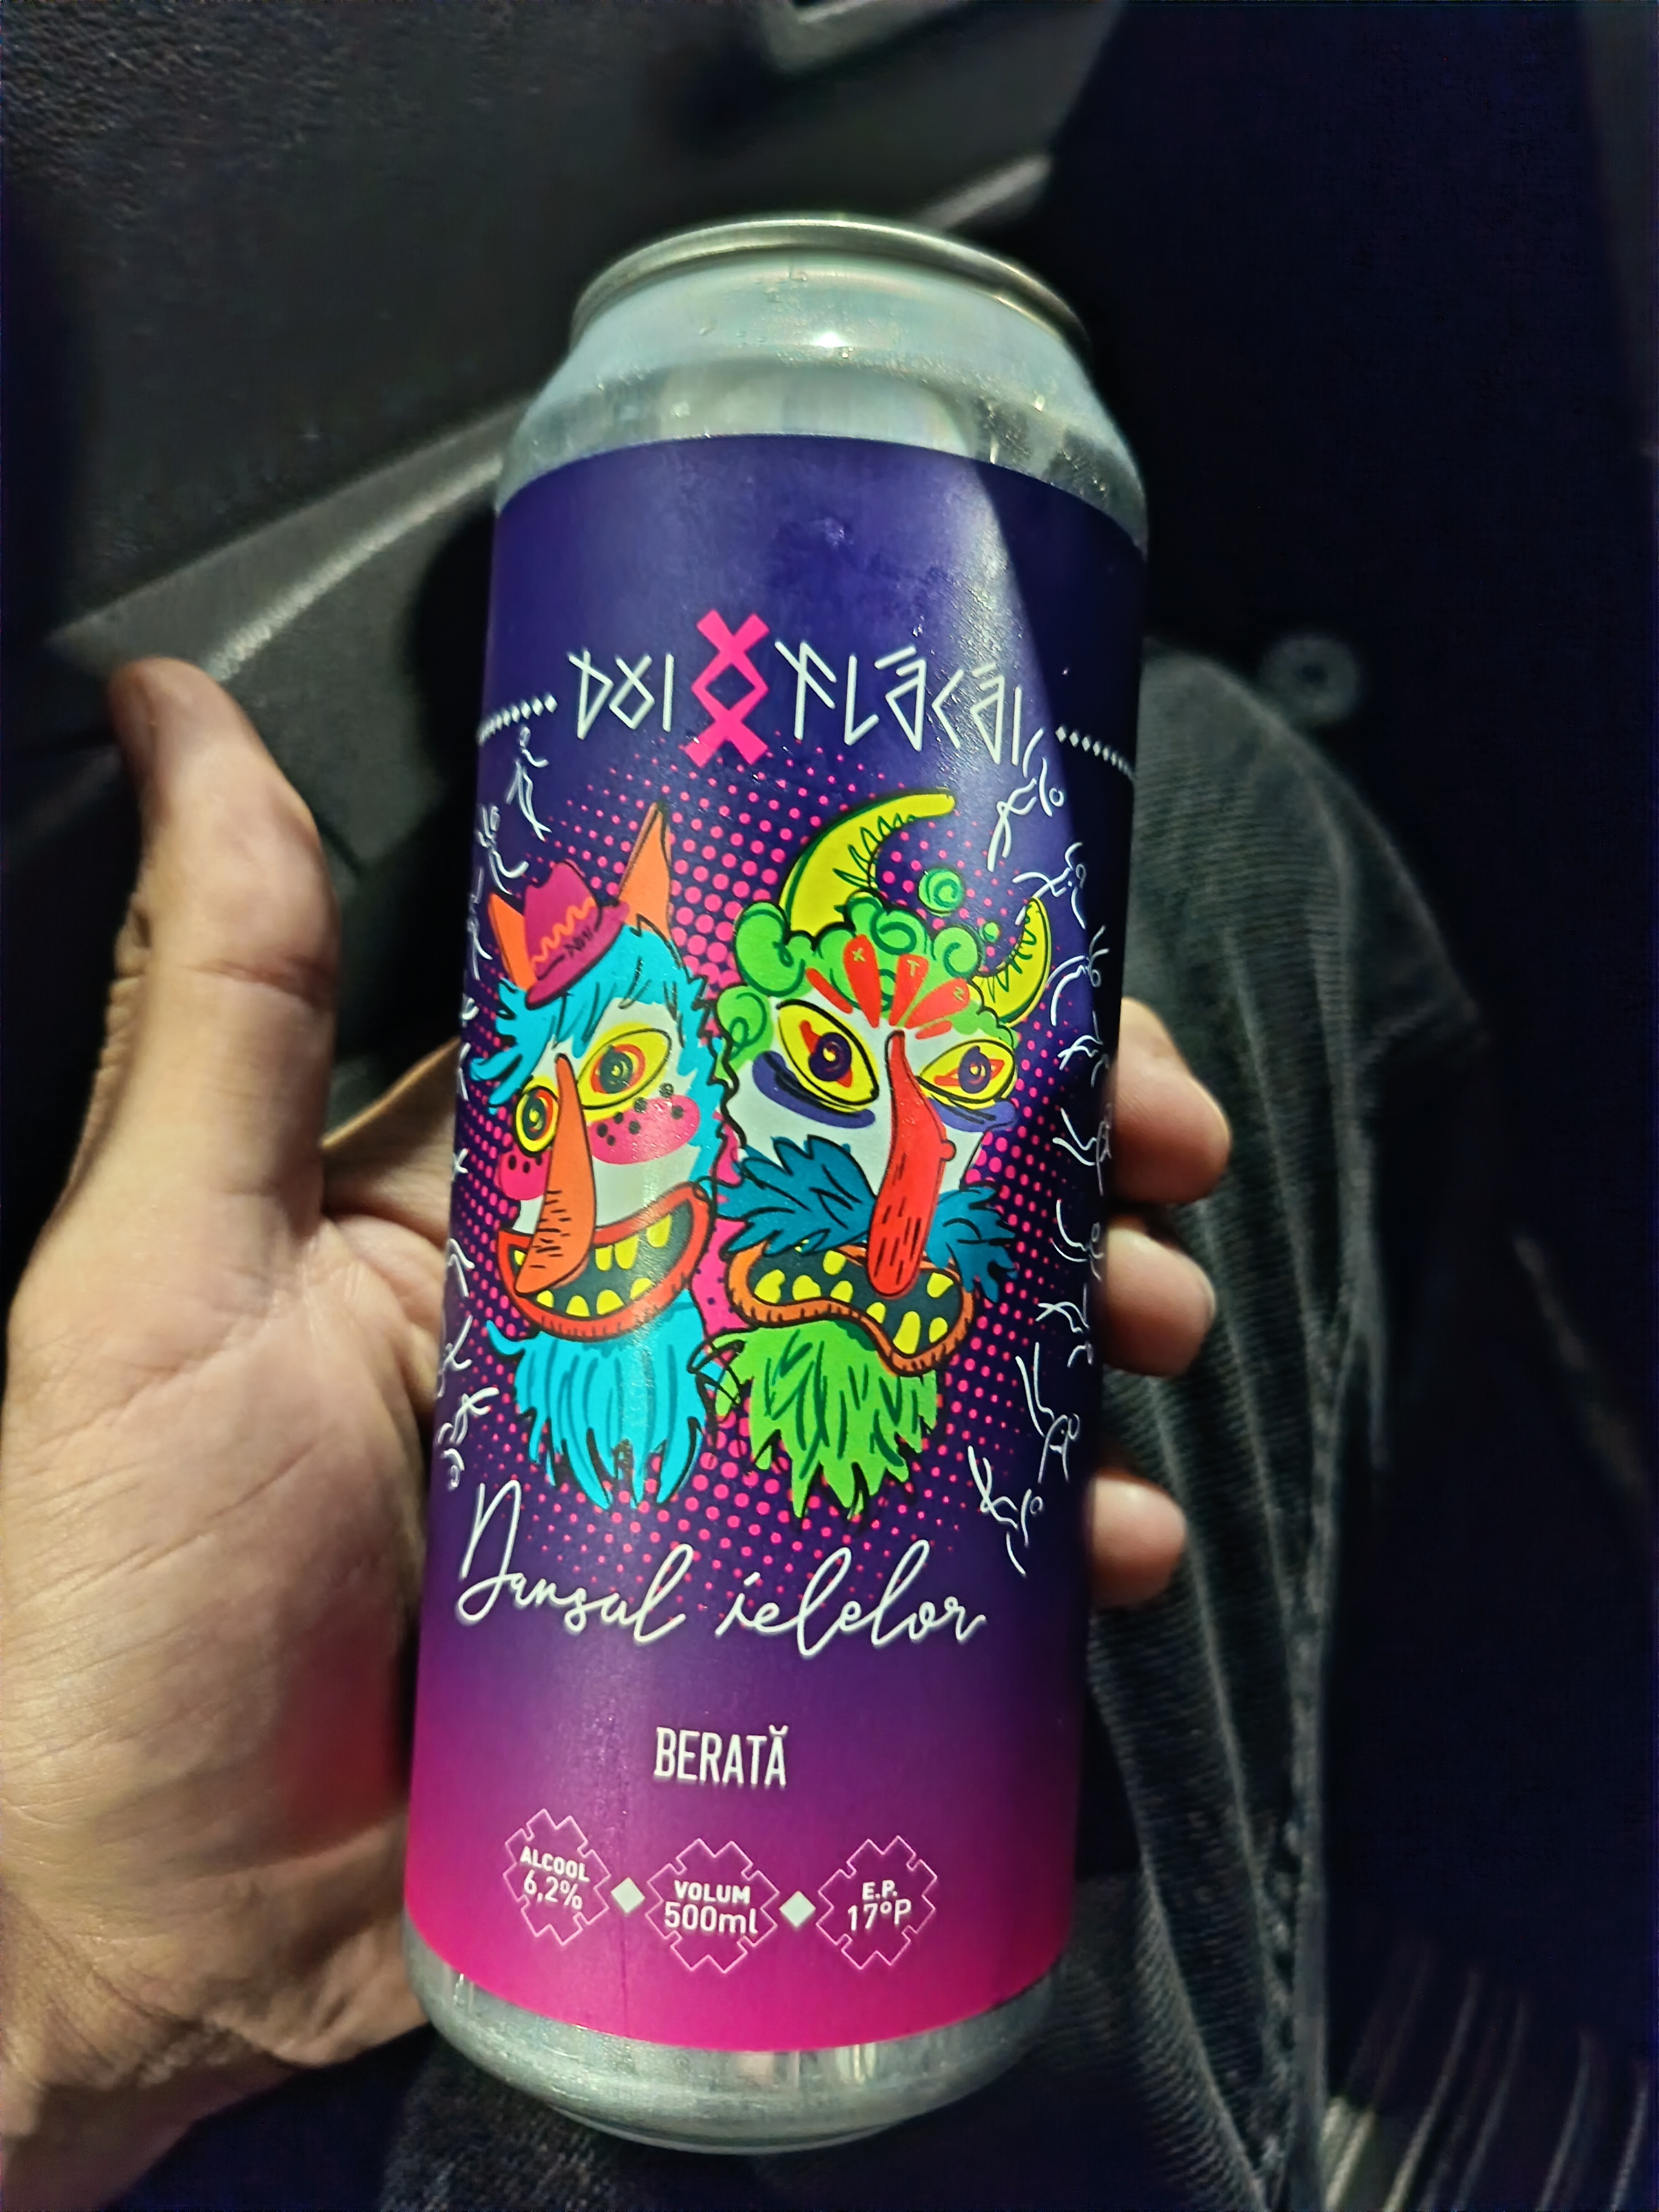 DOI FLĂCĂI
Dansul ielelor
BERATĂ
ALCOOL
6,2%
VOLUM
500ml
E.P.
17°P